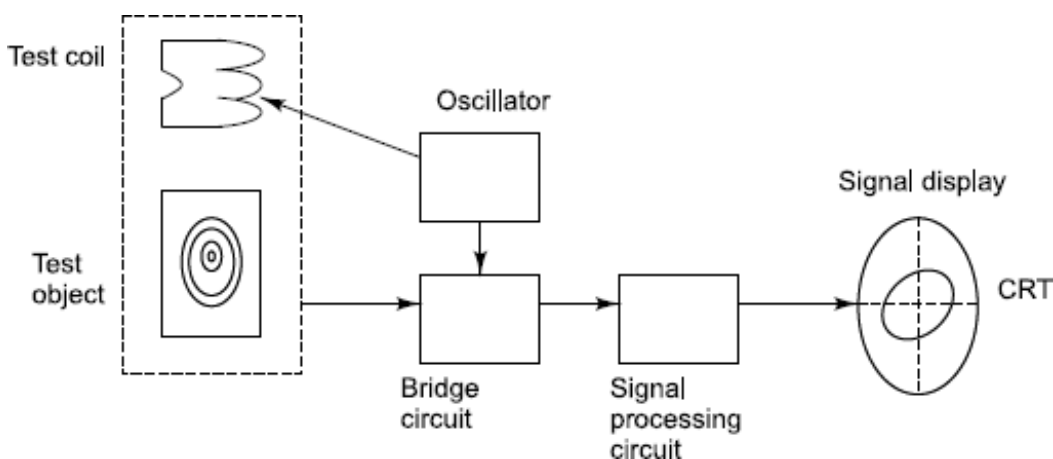 Test coil
Oscillator
Signal display
Test
object
CRT
Bridge
circuit
Signal
processing
circuit